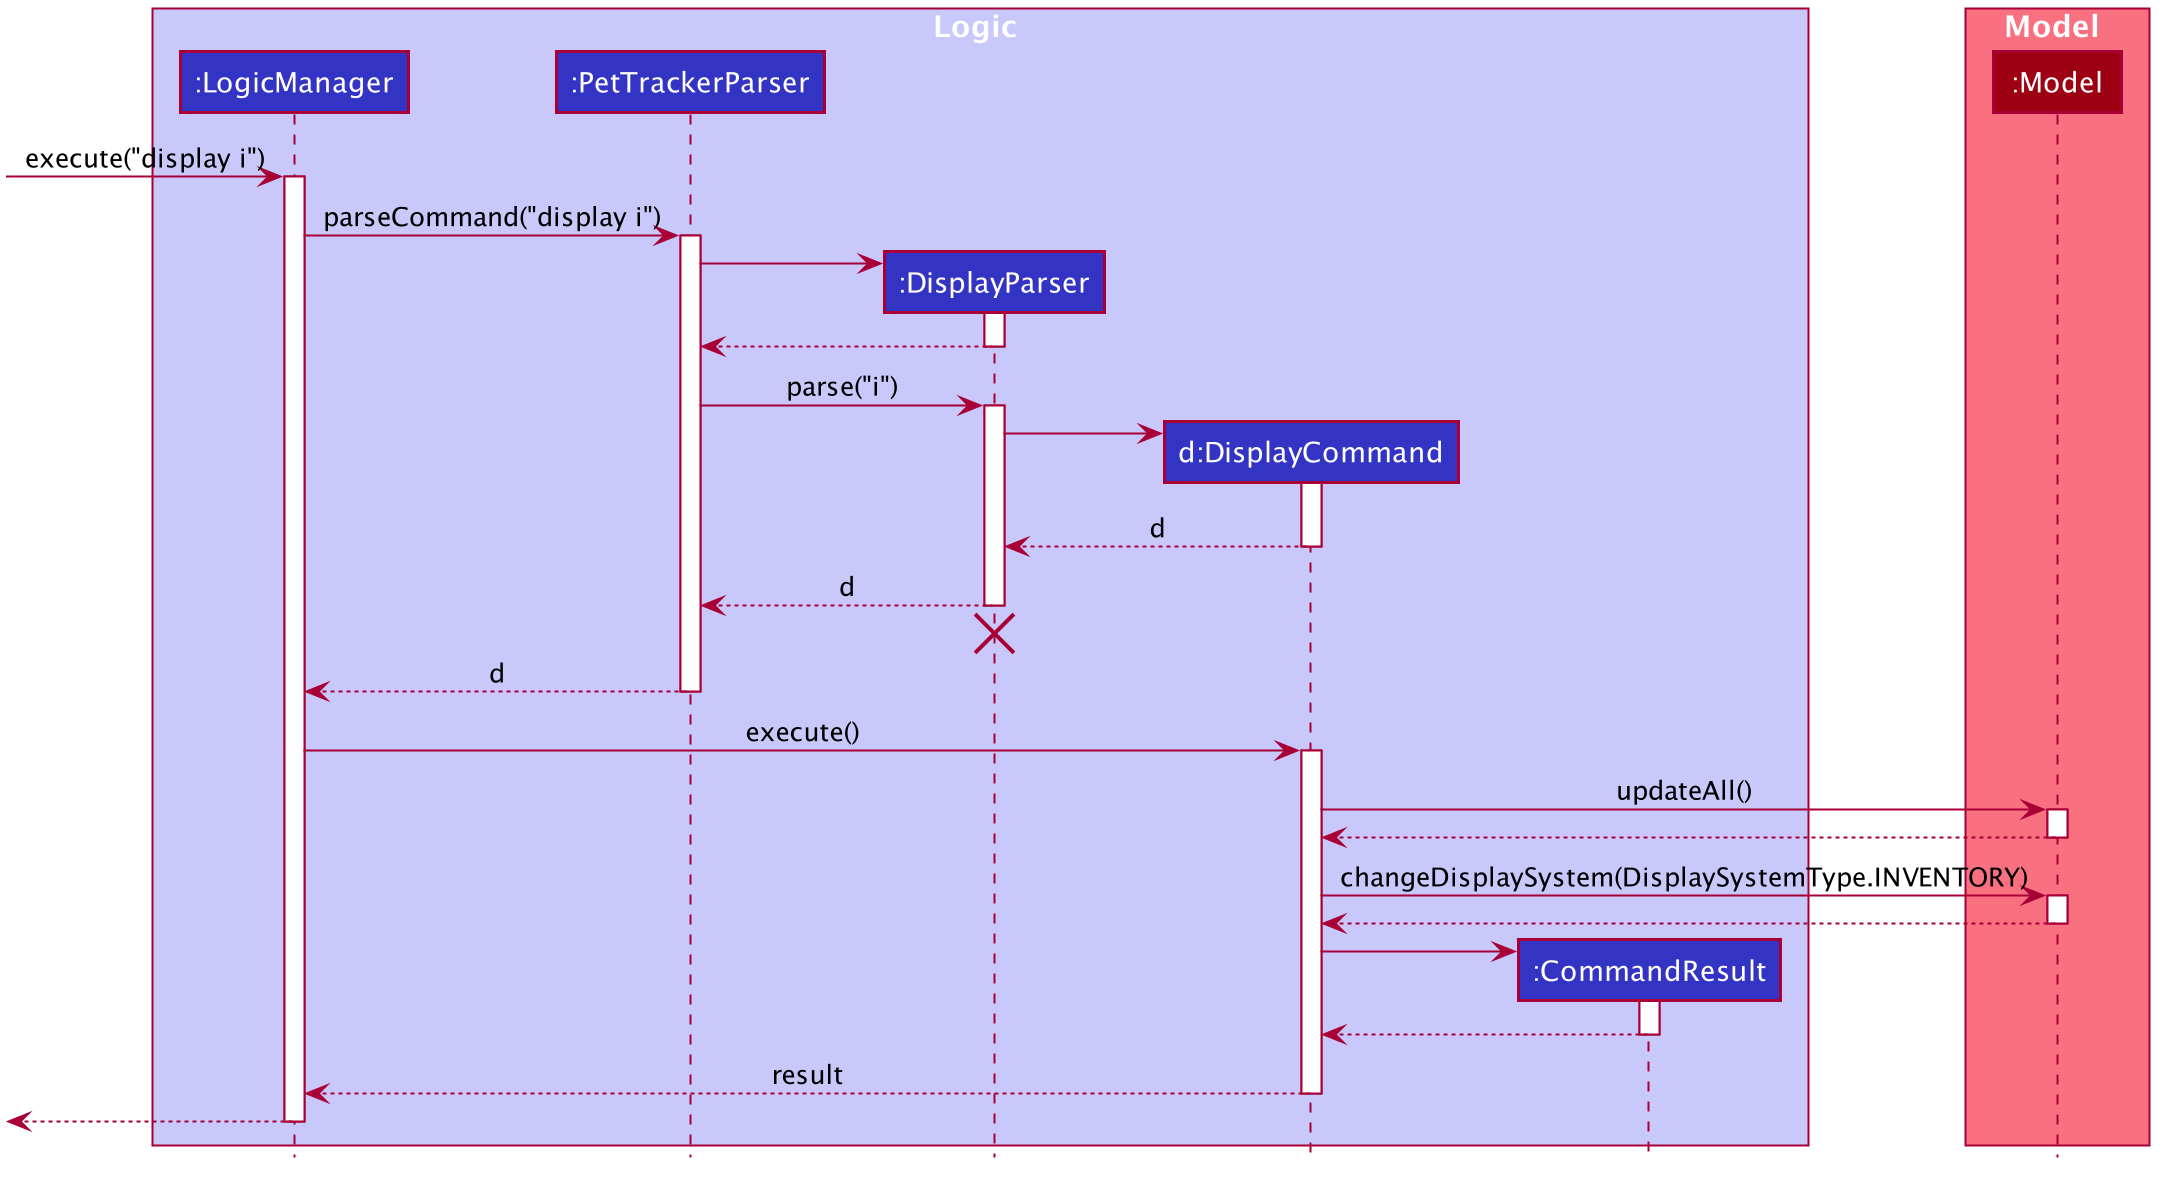 Logic
Model
:LogicManager
:PetTrackerParser
:Model
execute("display i")
parseCommand("display i")
:DisplayParser
parse("i")
d:DisplayCommand
d
d
d
execute()
updateAll()
changeDisplaySystem(DisplaySystemType.INVENTORY)
:CommandResult
result